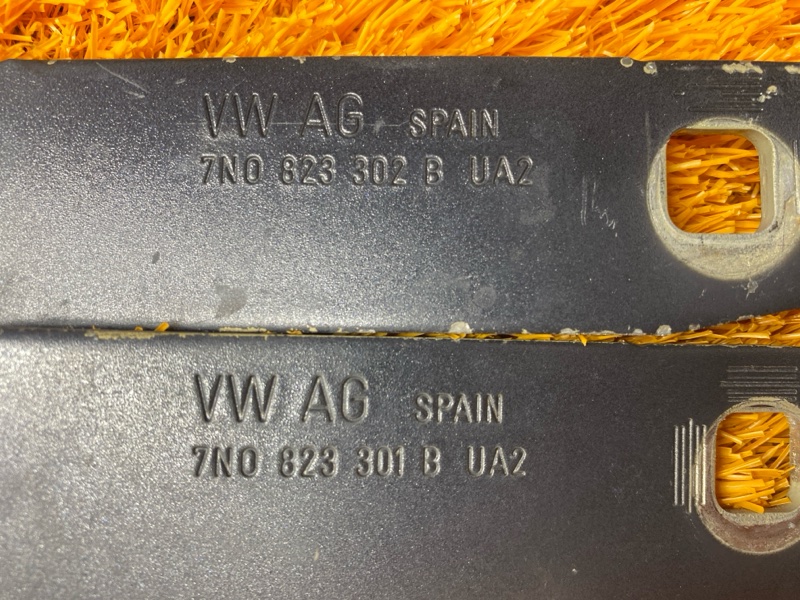 VW AG SPAIN
7N0 823 302 B UA2
VW AG SPAIN
7N0 823 301 B UA2